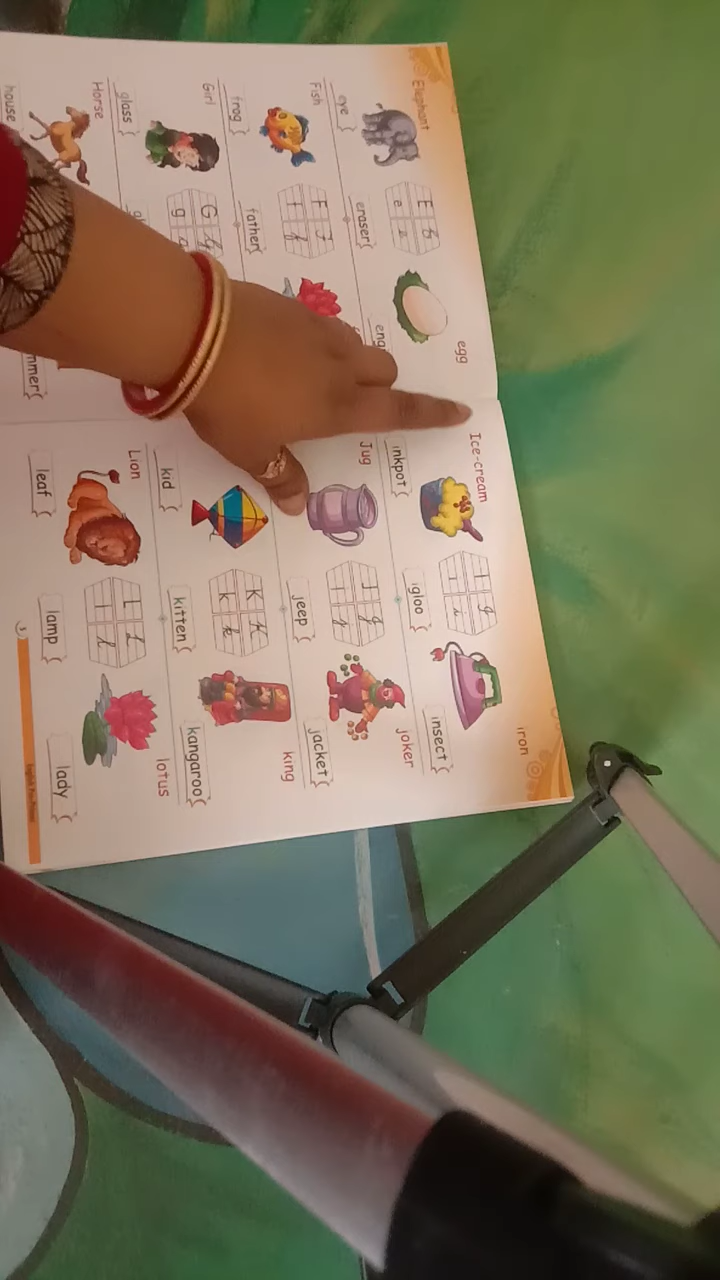 Elephant
E E
e e
egg
eye
eraser
Fish
F F
f f
frog
father
Girl
G G
g
glass
Horse
house
Ice-cream
I I
i i
iron
inkpot
igloo
insect
Jug
J J
j j
joker
jeep
jacket
K K
k k
king
kid
kitten
kangaroo
Lion
L L
l l
lotus
leaf
lamp
lady